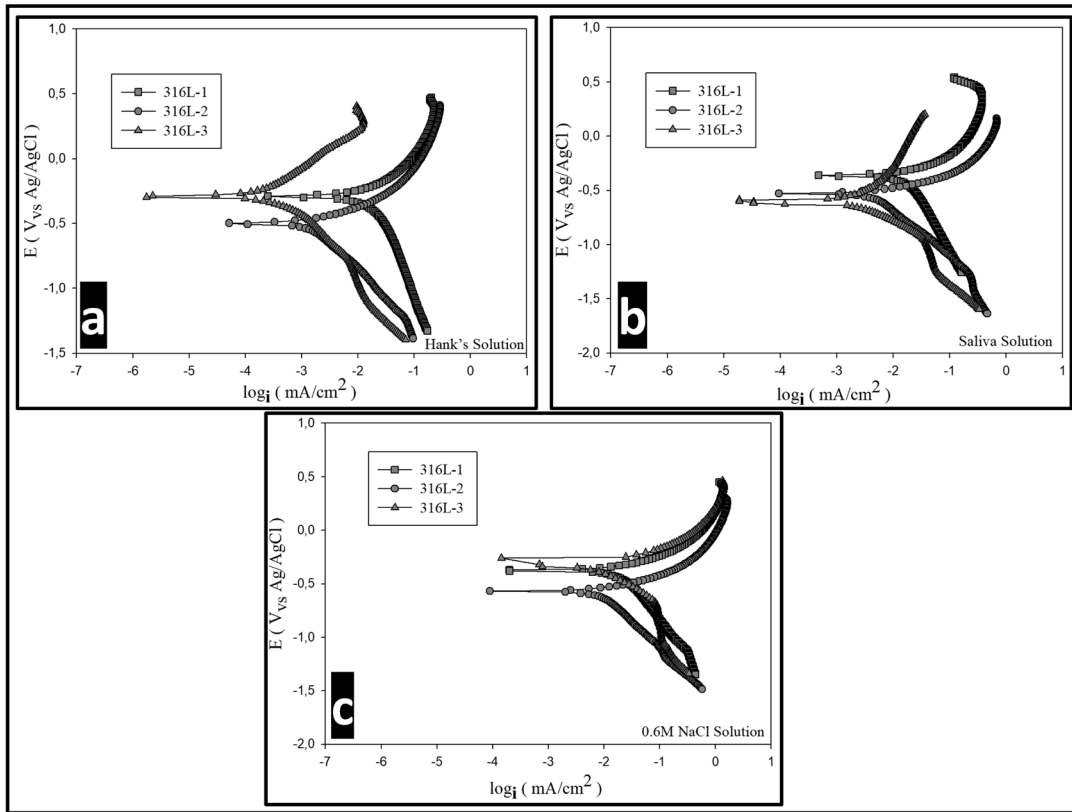 1,0
0,5
0,0
-0,5
-1,0
-1,5
E ( V vs Ag/AgCl)
316L-1
316L-2
316L-3
a
Hank's Solution
-7 -6 -5 -4 -3 -2 -1 0 1
log i ( mA/cm2 )
1,0
0,5
0,0
-0,5
-1,0
-1,5
-2,0
E ( V vs Ag/AgCl)
316L-1
316L-2
316L-3
b
Saliva Solution
-7 -6 -5 -4 -3 -2 -1 0 1
log i ( mA/cm2 )
1,0
0,5
0,0
-0,5
-1,0
-1,5
-2,0
E ( V vs Ag/AgCl)
316L-1
316L-2
316L-3
c
0.6M NaCl Solution
-7 -6 -5 -4 -3 -2 -1 0 1
log i ( mA/cm2 )